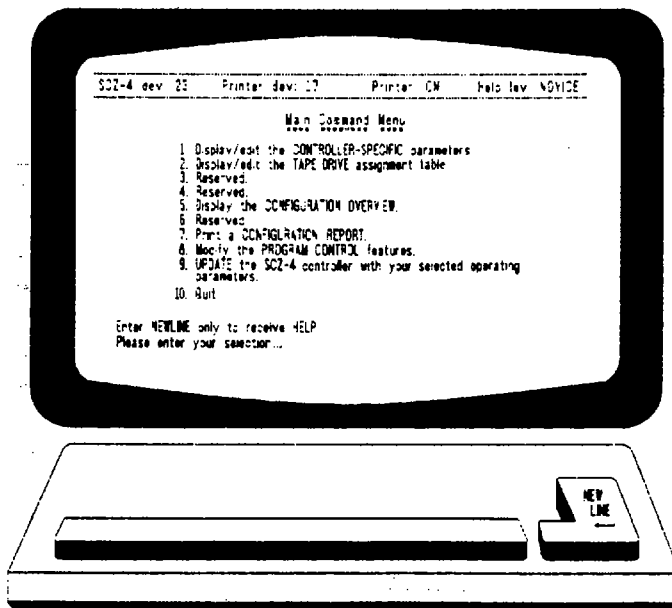 SCZ-4 dev 23 Printer dev: 17 Printer ON Help lev NOVICE
Main Command Menu
1 Display/edit the CONTROLLER-SPECIFIC parameters
2. Display/edit the TAPE DRIVE assignment table
3. Reserved.
4. Reserved.
5. Display the CONFIGURATION OVERVIEW.
6 Reserved
7. Print a CONFIGURATION REPORT.
8. Modify the PROGRAM CONTROL features.
9. UPDATE the SCZ-4 controller with your selected operating
parameters.
10. Quit
Enter NEWLINE only to receive HELP
Please enter your selection...
NEW
LINE